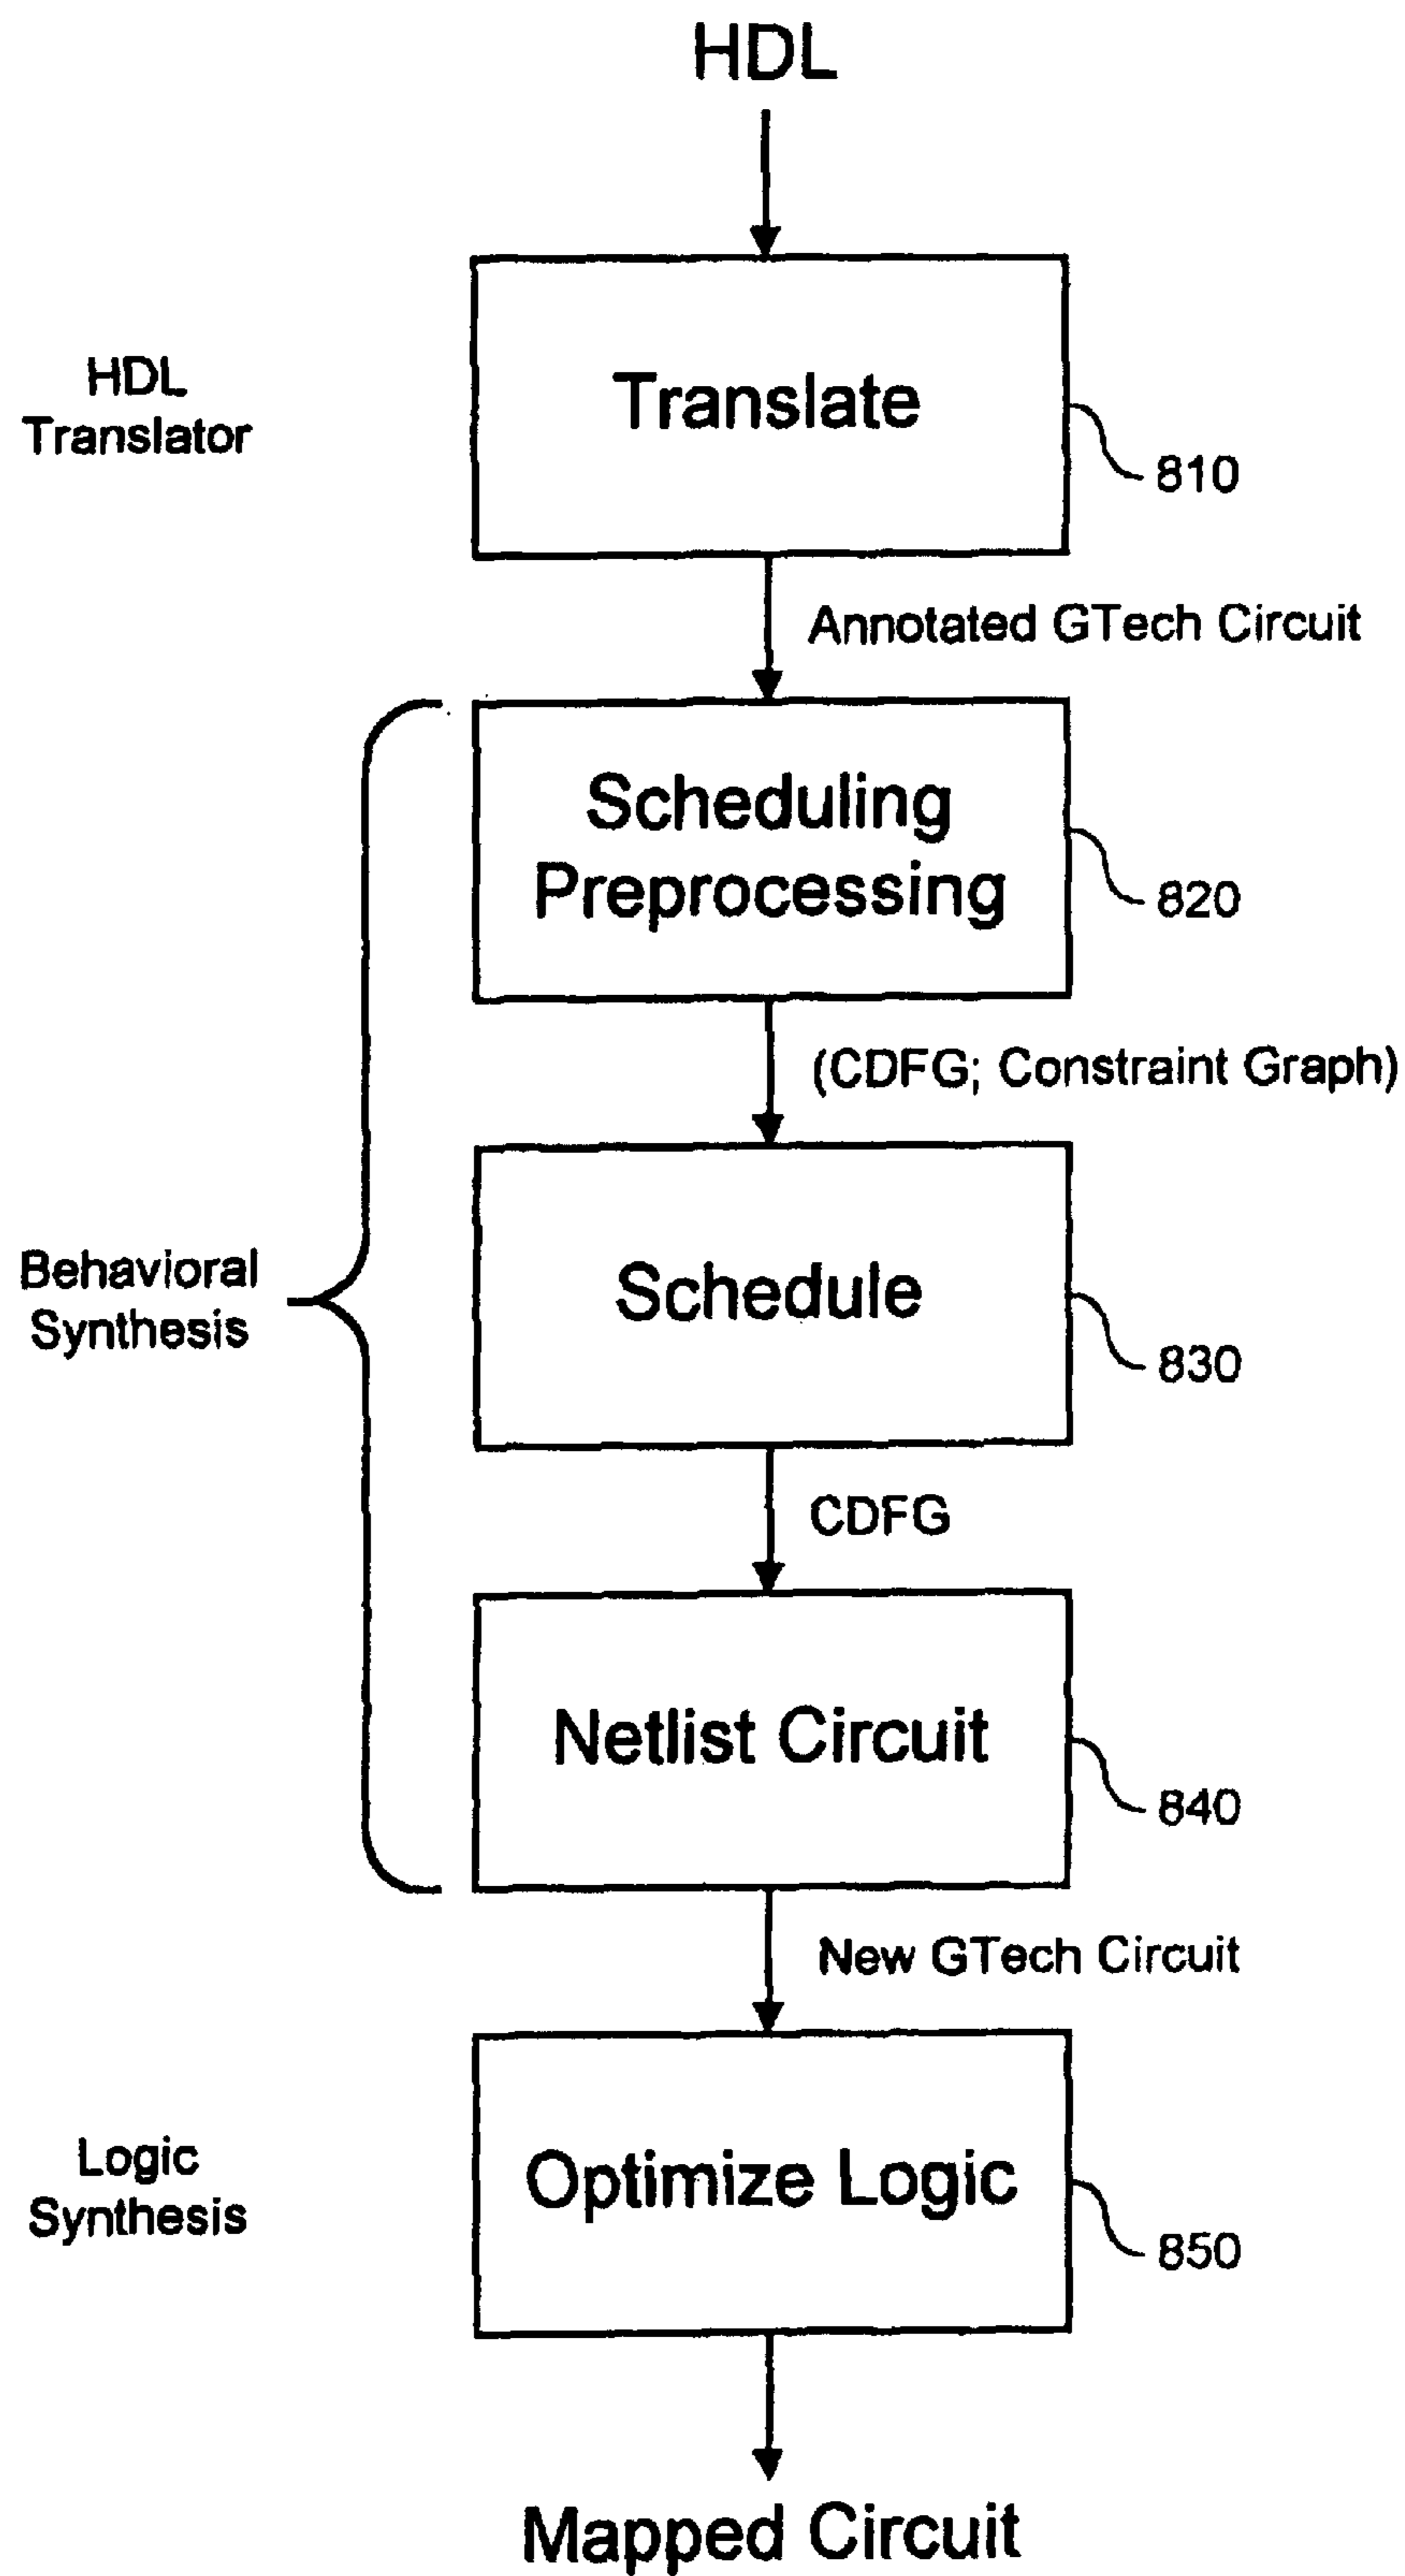 HDL
HDL
Translator
Translate
810
Annotated GTech Circuit
Scheduling
Preprocessing
820
(CDFG; Constraint Graph)
Behavioral
Synthesis
Schedule
830
CDFG
Netlist Circuit
840
New GTech Circuit
Logic
Synthesis
Optimize Logic
850
Mapped Circuit